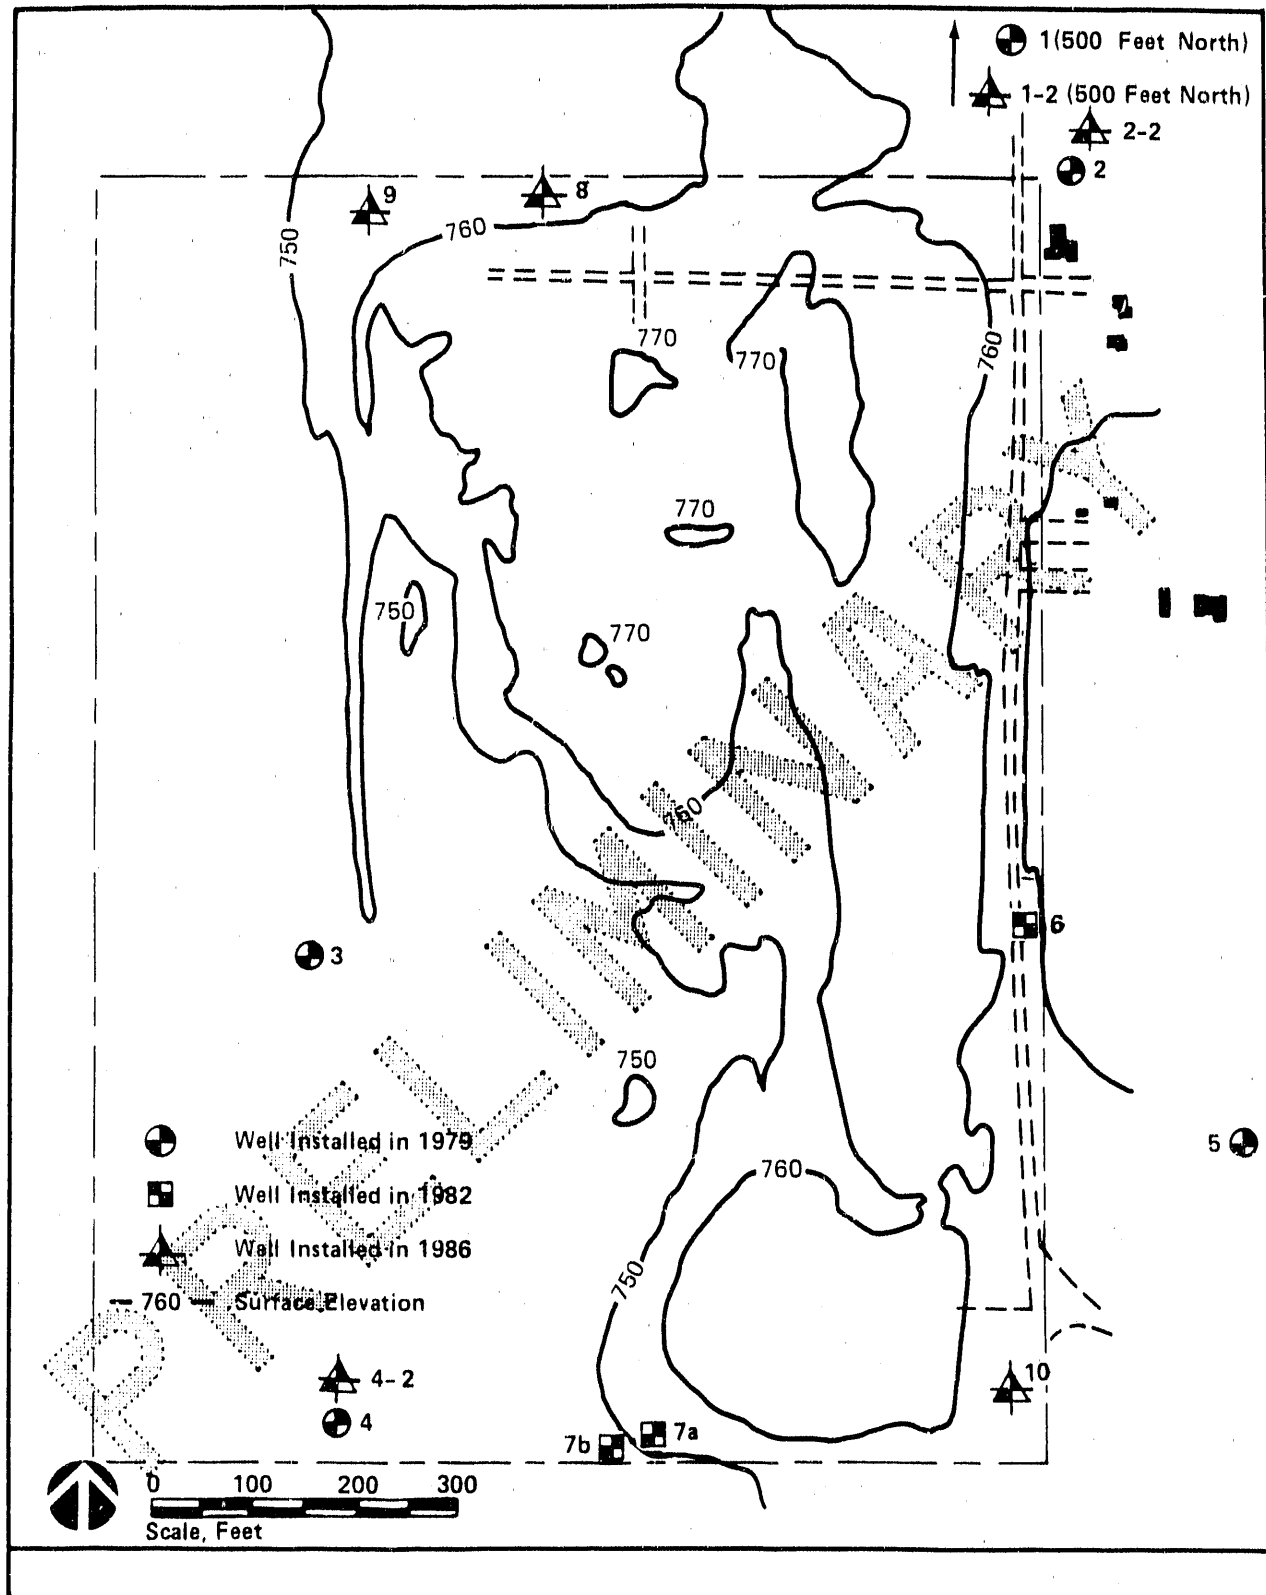 1(500 Feet North)
1-2 (500 Feet North)
2-2
2
9
8
760
750
770
770
760
770
750
770
760
6
3
750
5
Well Installed in 1979
760
Well Installed in 1982
Well Installed in 1986
750
760 Surface Elevation
4-2
10
4
7b
7a
0 100 200 300
Scale, Feet
PRELIMINARY